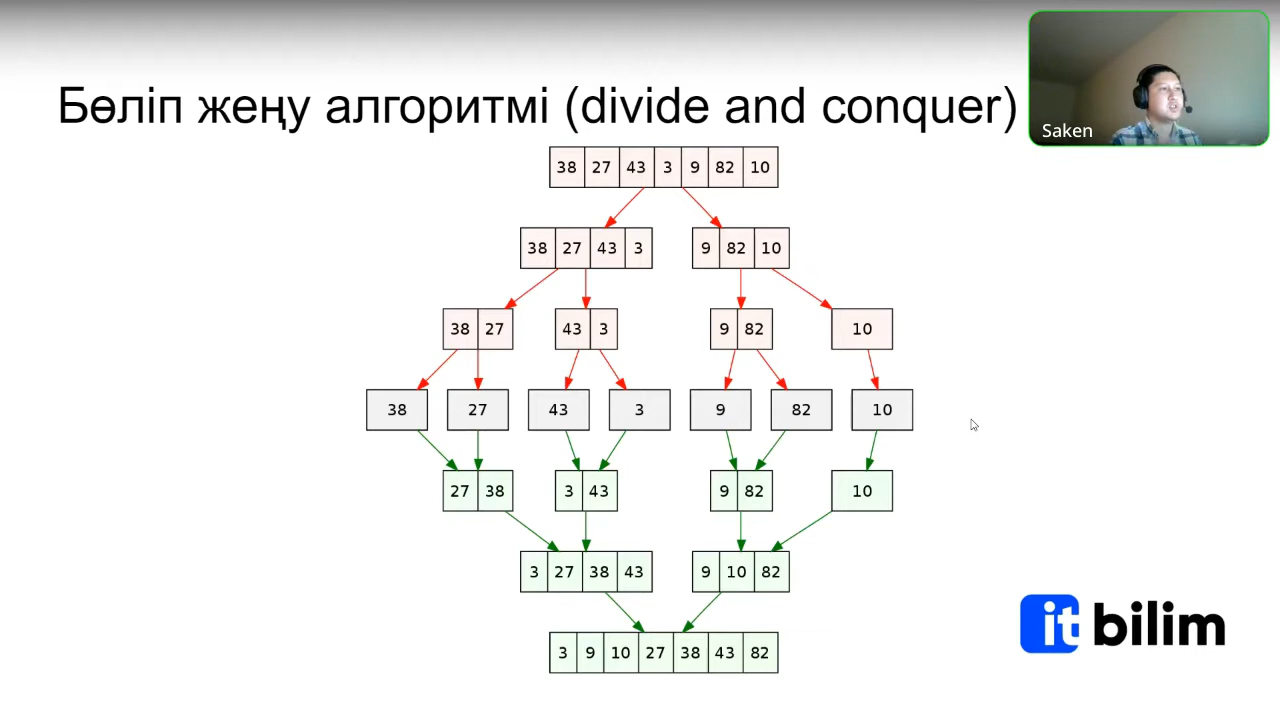 Бөліп жеңу алгоритмі (divide and conquer)
Saken
38 27 43 3 9 82 10
38 27 43 3 9 82 10
38 27 43 3 9 82 10
38 27 43 3 9 82 10
27 38 3 43 9 82 10
3 27 38 43 9 10 82
it bilim
3 9 10 27 38 43 82